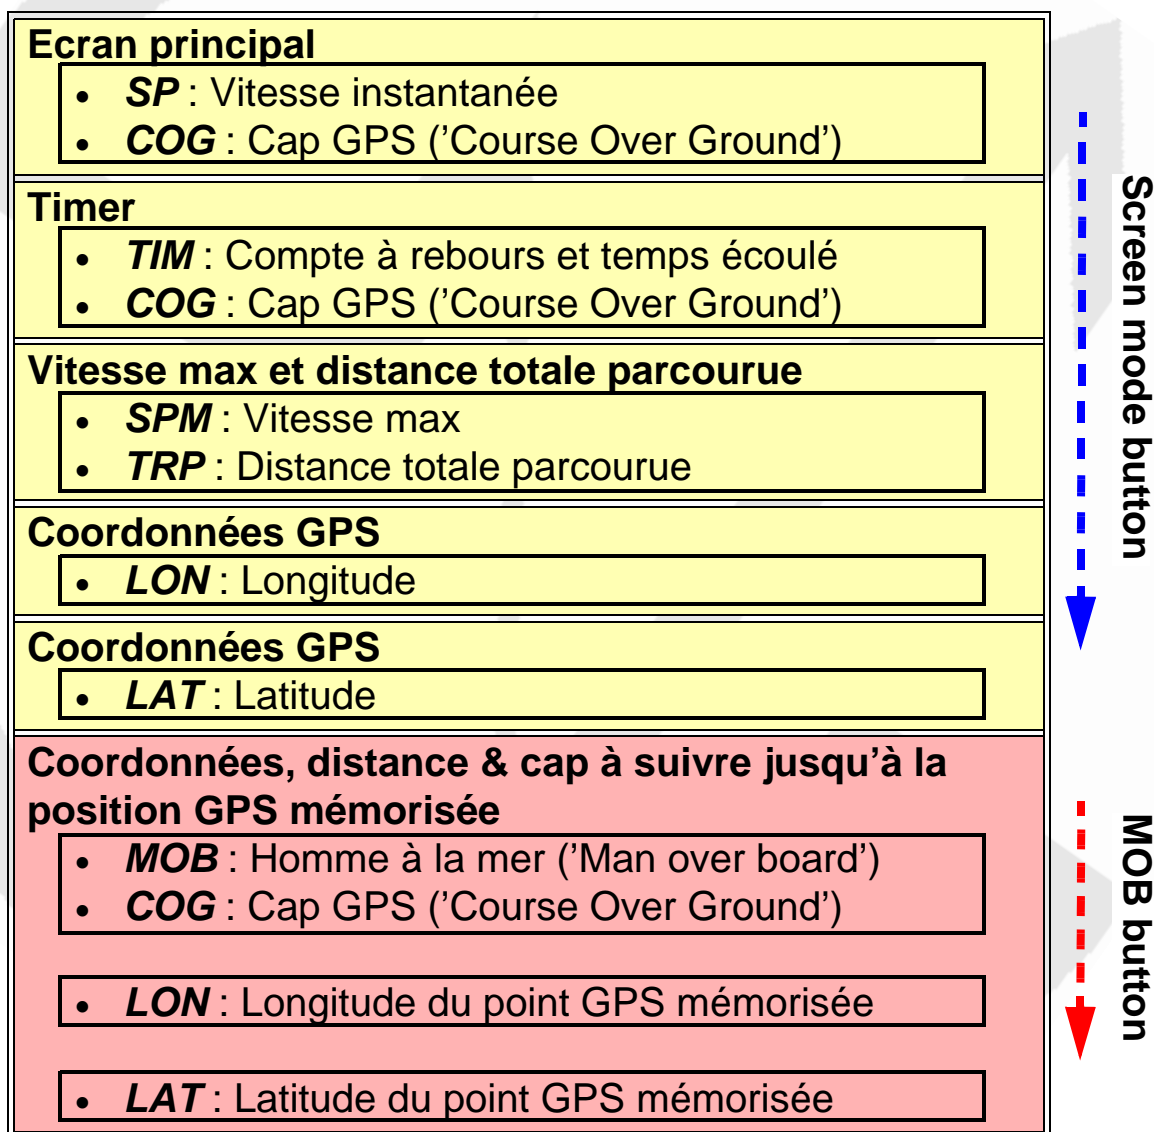 Ecran principal
• SP : Vitesse instantanée
• COG : Cap GPS (’Course Over Ground’)
Timer
• TIM : Compte à rebours et temps écoulé
• COG : Cap GPS (’Course Over Ground’)
Vitesse max et distance totale parcourue
• SPM : Vitesse max
• TRP : Distance totale parcourue
Coordonnées GPS
• LON : Longitude
Coordonnées GPS
• LAT : Latitude
Screen mode button
Coordonnées, distance & cap à suivre jusqu’à la
position GPS mémorisée
• MOB : Homme à la mer (’Man over board’)
• COG : Cap GPS (’Course Over Ground’)
• LON : Longitude du point GPS mémorisée
• LAT : Latitude du point GPS mémorisée
MOB button